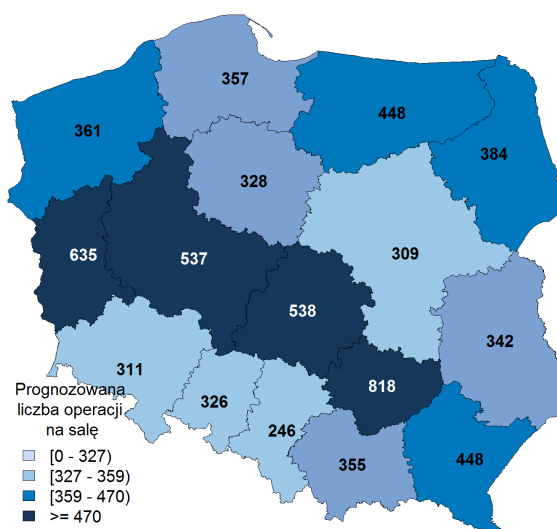 357
448
361
384
328
309
635
537
538
342
311
818
326
246
355
448
Prognozowana
liczba operacji
na salę
[0 - 327)
[327 - 359)
[359 - 470)
>= 470